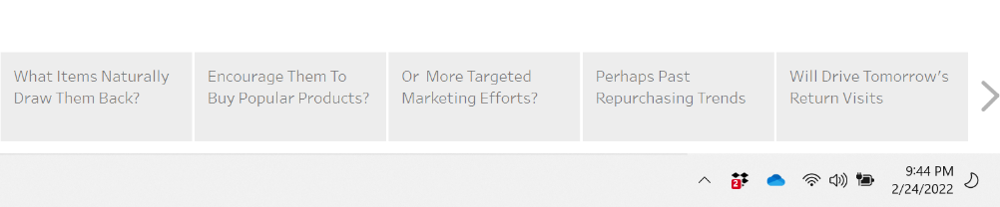 What Items Naturally
Draw Them Back?
Encourage Them To
Buy Popular Products?
Or More Targeted
Marketing Efforts?
Perhaps Past
Repurchasing Trends
Will Drive Tomorrow's
Return Visits
2
9:44 PM
2/24/2022